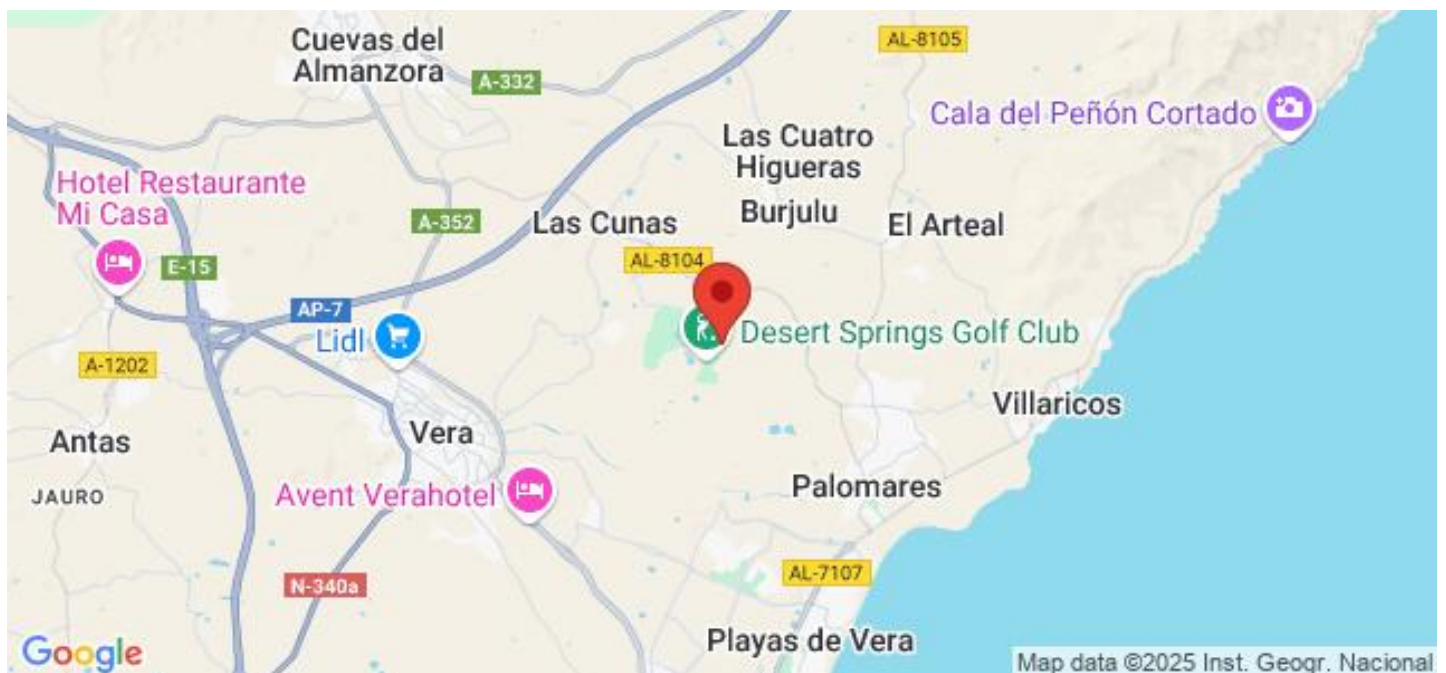 Cuevas del
Almanzora
AL-8105
A-332
Cala del Peñón Cortado
Las Cuatro
Higueras
Hotel Restaurante
Mi Casa
Burjulu
A-352
Las Cunas
El Arteal
AL-8104
E-15
AP-7
Lidl
Desert Springs Golf Club
A-1202
Villaricos
Antas
Vera
JAURO
Avent Verahotel
Palomares
AL-7107
N-340a
Playas de Vera
Google
Map data ©2025 Inst. Geogr. Nacional